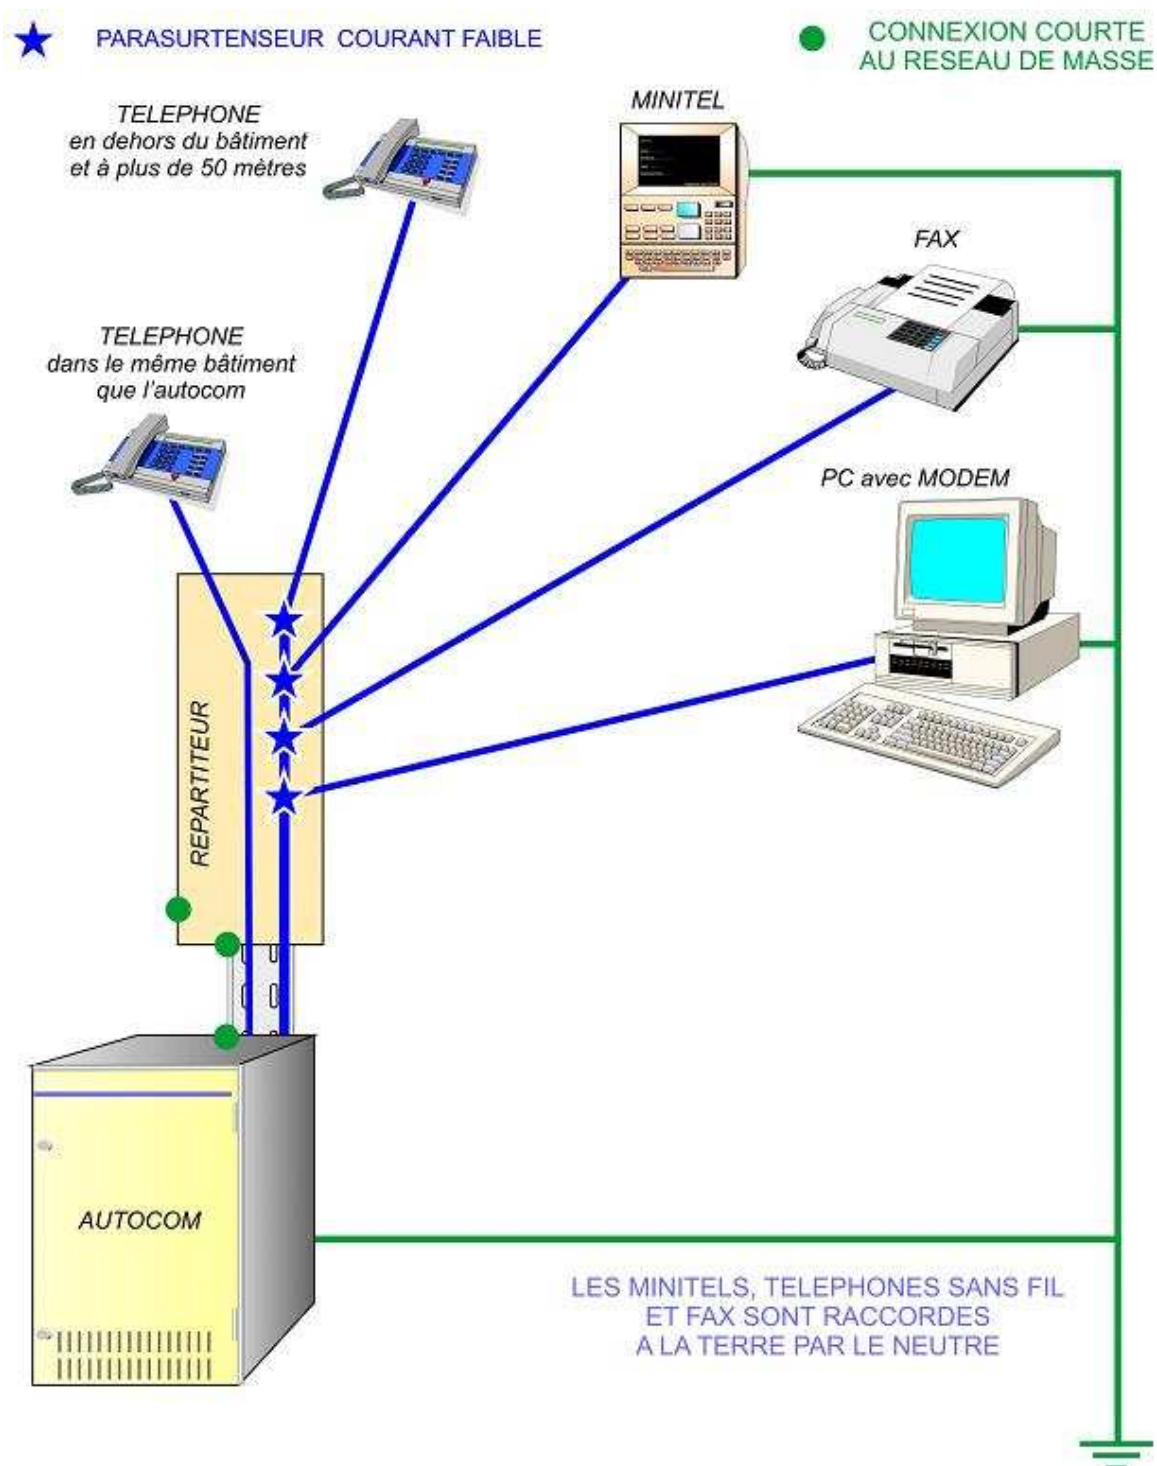 PARASURTENSEUR COURANT FAIBLE
CONNEXION COURTE
AU RESEAU DE MASSE
TELEPHONE
en dehors du bâtiment
et à plus de 50 mètres
MINITEL
FAX
TELEPHONE
dans le même bâtiment
que l'autocom
PC avec MODEM
REPARTITEUR
AUTOCOM
LES MINITELS, TELEPHONES SANS FIL
ET FAX SONT RACCORDES
A LA TERRE PAR LE NEUTRE